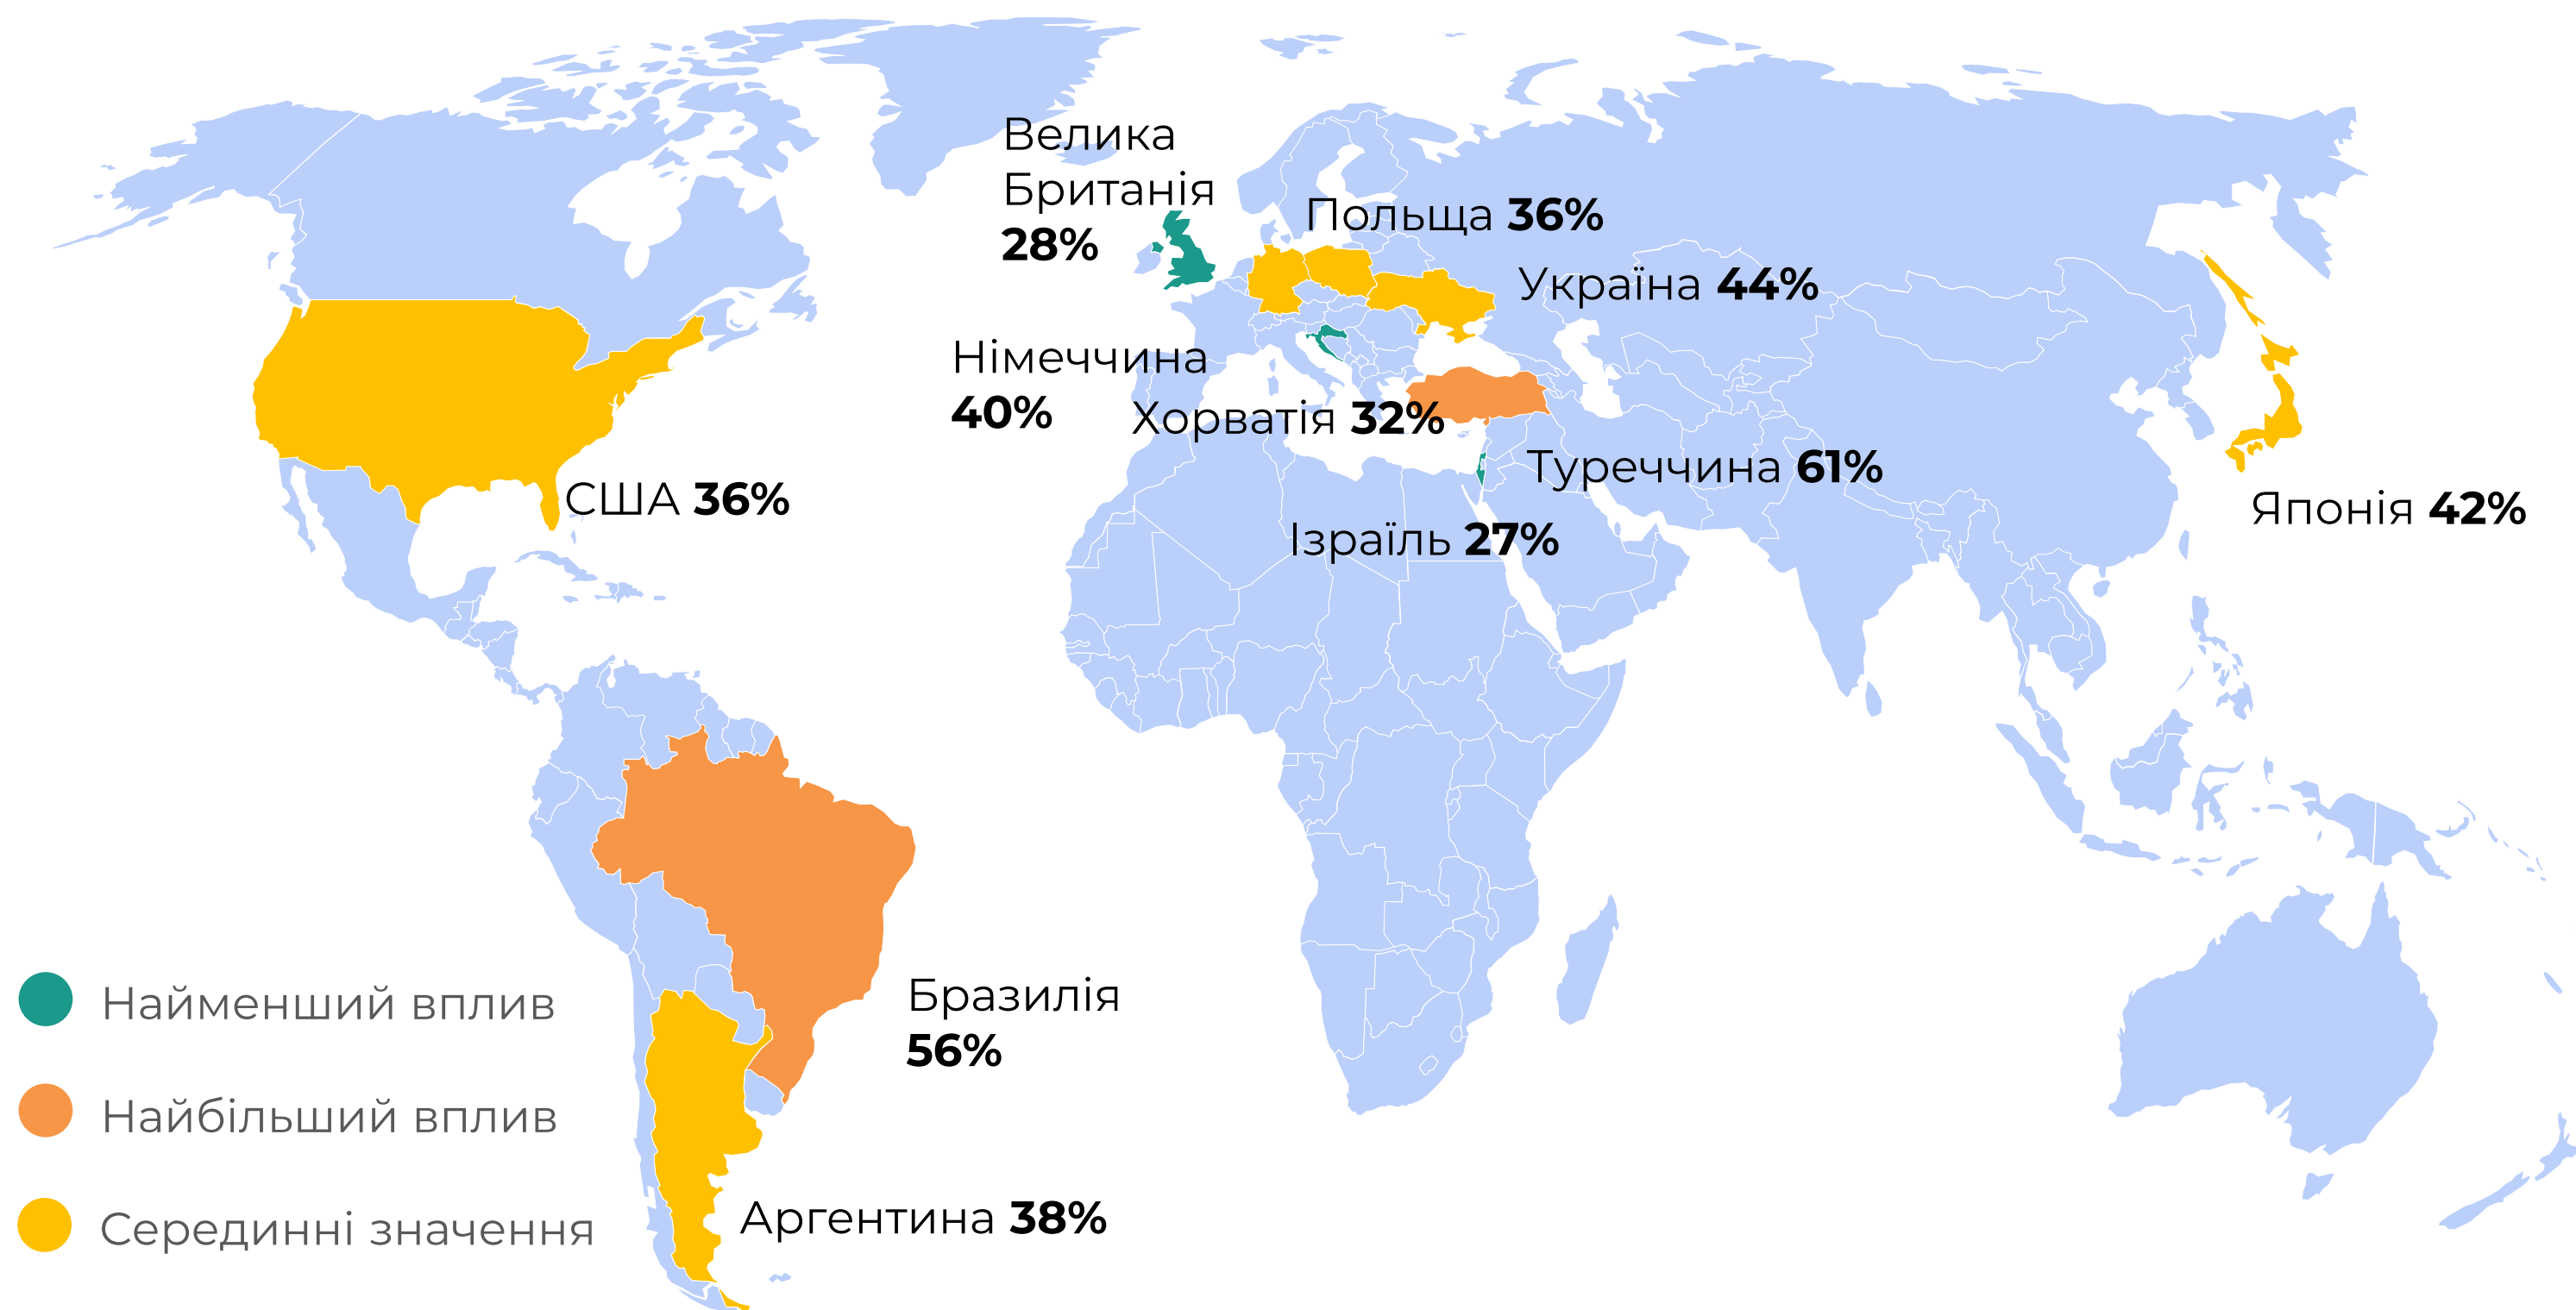 Велика
Британія
28%
Польща 36%
Україна 44%
Німеччина
40%
Хорватія 32%
Туреччина 61%
США 36%
Японія 42%
Ізраїль 27%
Бразилія
56%
Аргентина 38%
Найменший вплив
Найбільший вплив
Серединні значення